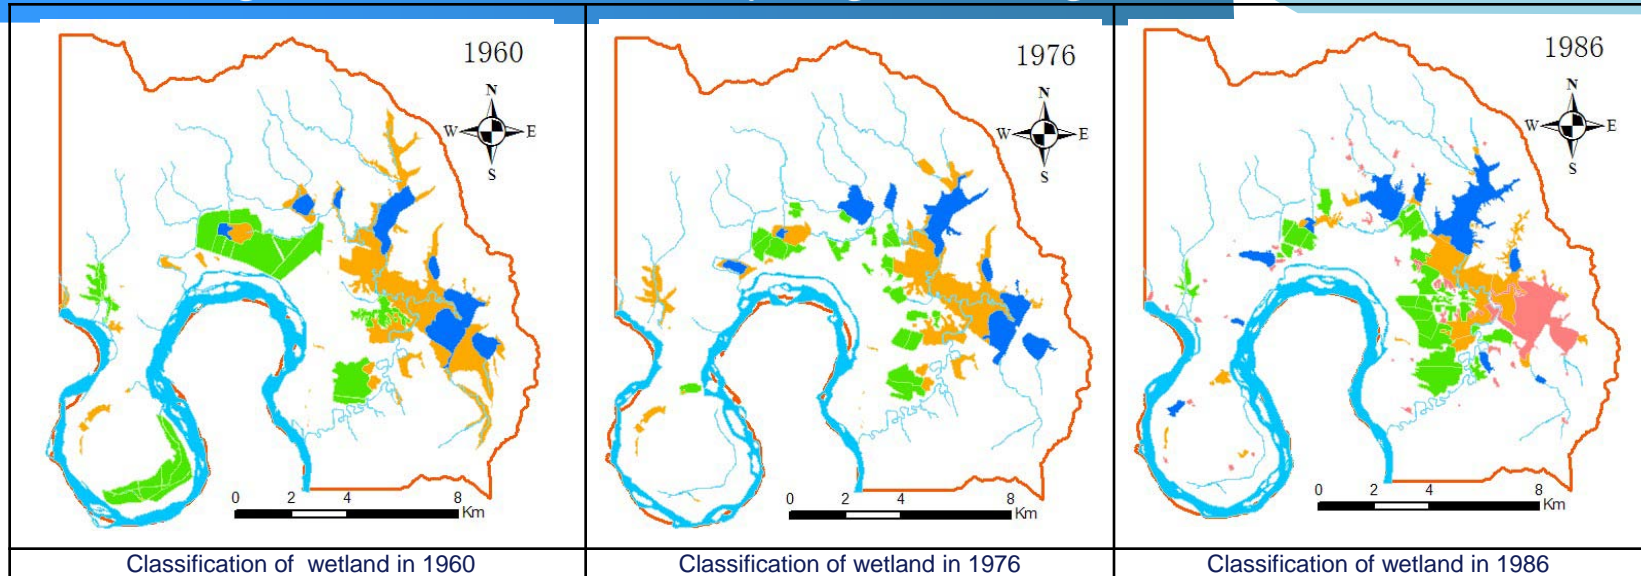 1960
N
W E
S
0 2 4 8
Km
Classification of wetland in 1960
1976
N
W E
S
0 2 4 8
Km
Classification of wetland in 1976
1986
N
W E
S
0 2 4 8
Km
Classification of wetland in 1986